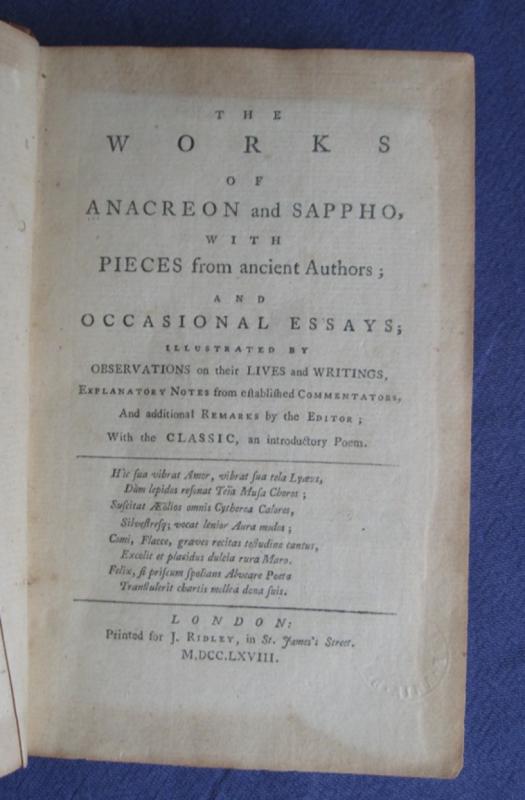 THE
WORKS
OF
ANACREON and SAPPHO,
WITH
PIECES from ancient Authors;
AND
OCCASIONAL ESSAYS;
ILLUSTRATED BY
OBSERVATIONS on their LIVES and WRITINGS,
EXPLANATORY NOTES from eſtabliſhed COMMENTATORS,
And additional REMARKS by the EDITOR;
With the CLASSIC, an introductory Poem.
Hic ſua vibrat Amor, vibrat ſua tela Lyæus,
Dùm lepidos reſonat Teïa Muſa Choros;
Suſcitat Æolios omnis Cytherea Calores,
Silveſtreſq; vocat lenior Aura modos;
Comi, Flacce, graves recitas teſtudine cantus,
Excolit et placidus dulcia rura Maro.
Felix, ſi priſcum ſpolians Alveare Poeta
Tranſtulerit chartis mellea dona ſuis.
LONDON:
Printed for J. RIDLEY, in St. James's Street.
M.DCC.LXVIII.